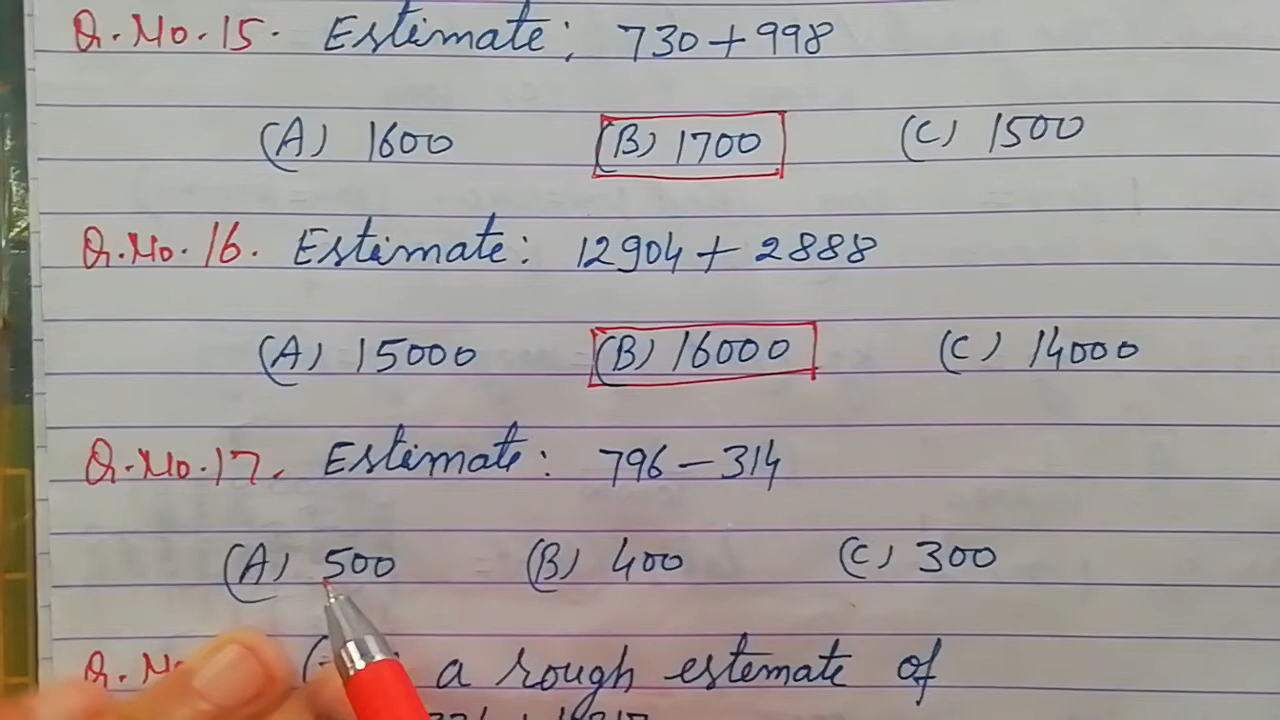 Q.No.15. Estimate: 730+998
(A) 1600 (B) 1700 (C) 1500
Q.No.16. Estimate: 12904+2888
(A) 15000 (B) 16000 (C) 14000
Q.No.17. Estimate: 796-314
(A) 500 (B) 400 (C) 300
a rough estemate of